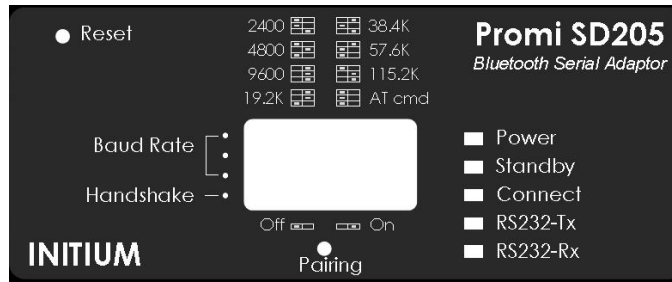 Reset
2400 38.4K
4800 57.6K
9600 115.2K
19.2K AT cmd
Promi SD205
Bluetooth Serial Adaptor
Baud Rate
Handshake
Off On
Pairing
Power
Standby
Connect
RS232-Tx
RS232-Rx
INITIUM